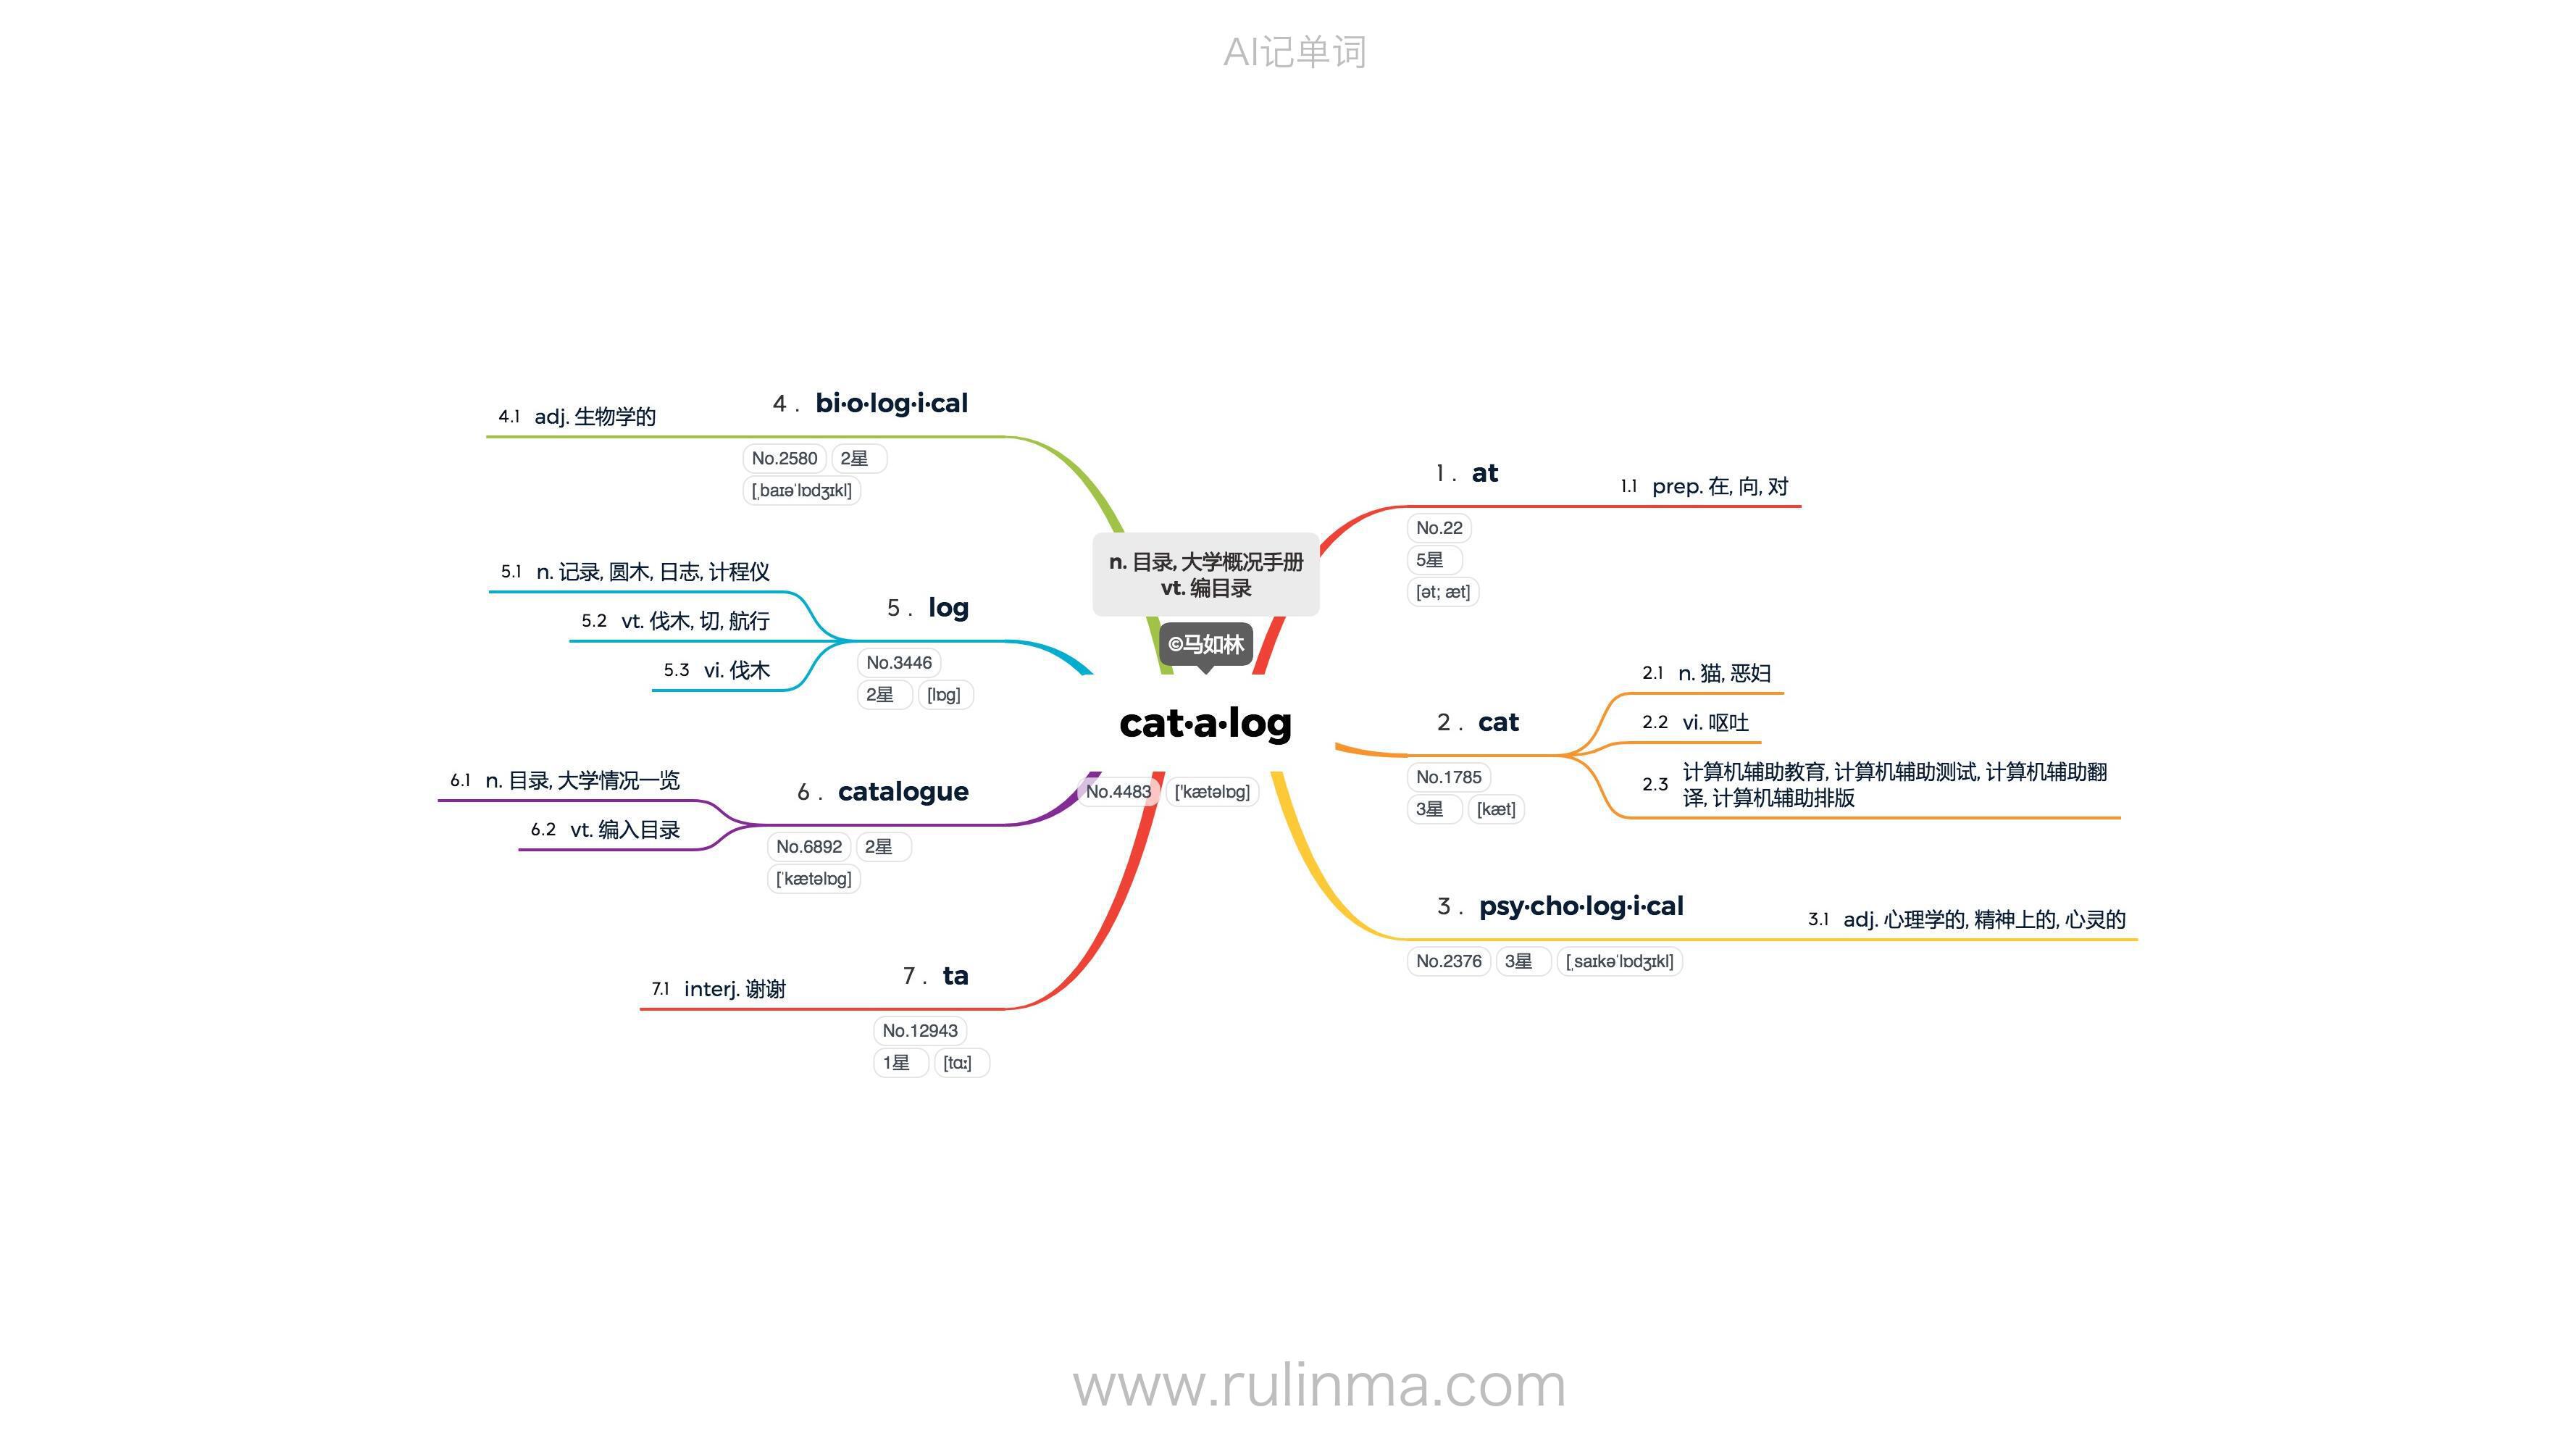 AI记单词
n. 目录, 大学概况手册
vt. 编目录
©马如林
cat·a·log
No.4483 ['kætəlɒg]
1 . at
No.22
5星
[ət; æt]
1.1 prep. 在, 向, 对
2 . cat
No.1785
3星 [kæt]
2.1 n. 猫, 恶妇
2.2 vi. 呕吐
2.3 计算机辅助教育, 计算机辅助测试, 计算机辅助翻
译, 计算机辅助排版
3 . psy·cho·log·i·cal
No.2376 3星 [ˌsaɪkəˈlɒdʒɪkl]
3.1 adj. 心理学的, 精神上的, 心灵的
4 . bi·o·log·i·cal
No.2580 2星
[ˌbaɪəˈlɒdʒɪkl]
4.1 adj. 生物学的
5 . log
No.3446
2星 [lɒg]
5.1 n. 记录, 圆木, 日志, 计程仪
5.2 vt. 伐木, 切, 航行
5.3 vi. 伐木
6 . catalogue
No.6892 2星
[ˈkætəlɒg]
6.1 n. 目录, 大学情况一览
6.2 vt. 编入目录
7 . ta
No.12943
1星 [tɑː]
7.1 interj. 谢谢
www.rulinma.com